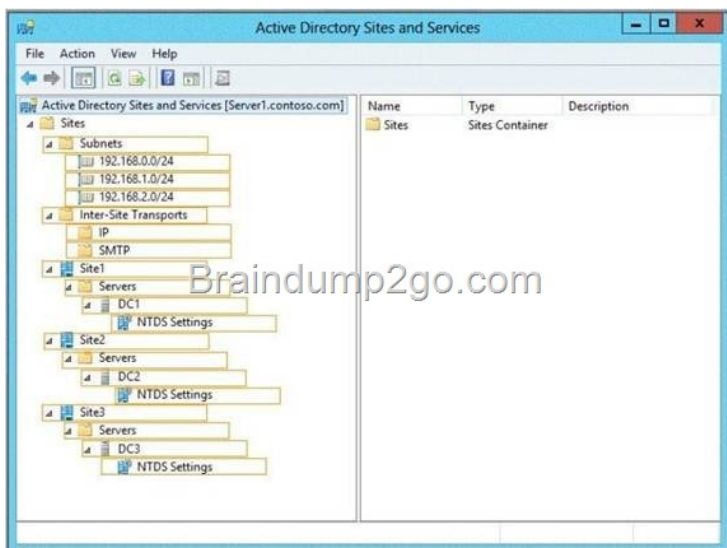 Active Directory Sites and Services
File Action View Help
Active Directory Sites and Services [Server1.contoso.com]
Sites
Subnets
192.168.0.0/24
192.168.1.0/24
192.168.2.0/24
Inter-Site Transports
IP
SMTP
Site1
Servers
DC1
NTDS Settings
Site2
Servers
DC2
NTDS Settings
Site3
Servers
DC3
NTDS Settings
Name Type Description
Sites Sites Container
Braindump2go.com